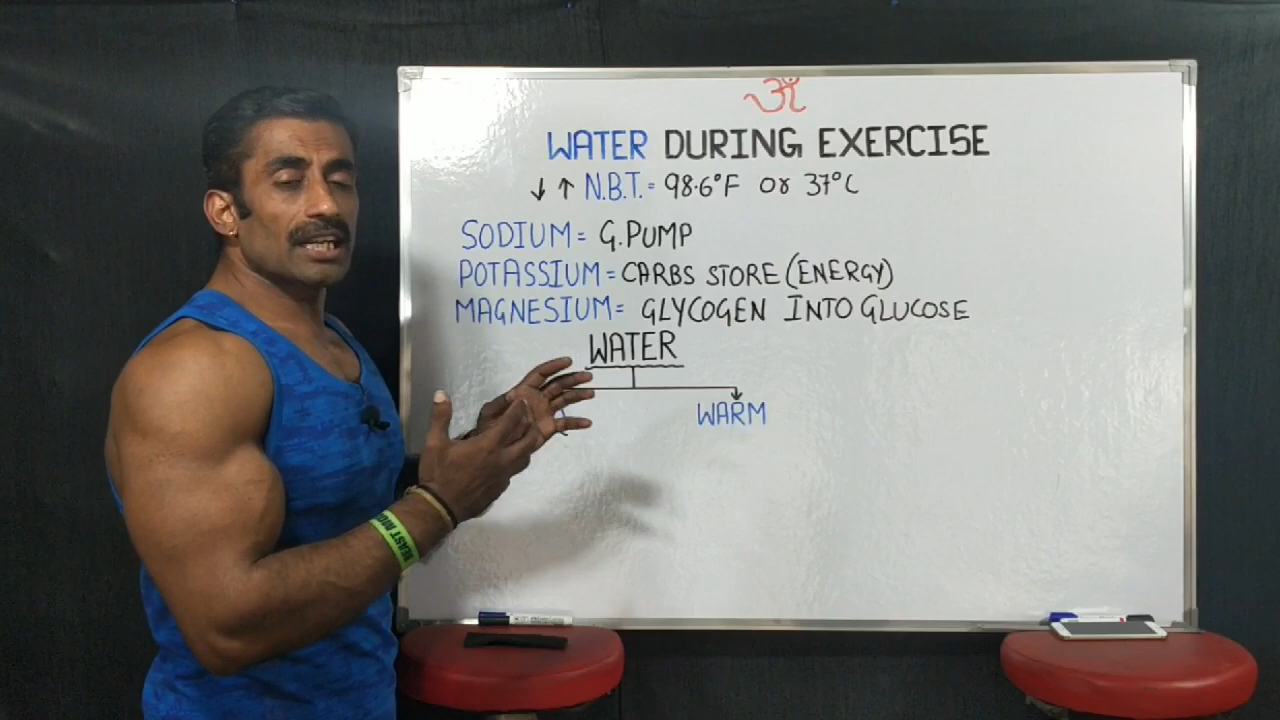 ॐ
WATER DURING EXERCISE
↓ ↑ N.B.T. = 98.6°F Or 37°C
SODIUM = G.PUMP
POTASSIUM = CARBS STORE (ENERGY)
MAGNESIUM = GLYCOGEN INTO GLUCOSE
WATER
WARM
BEAST